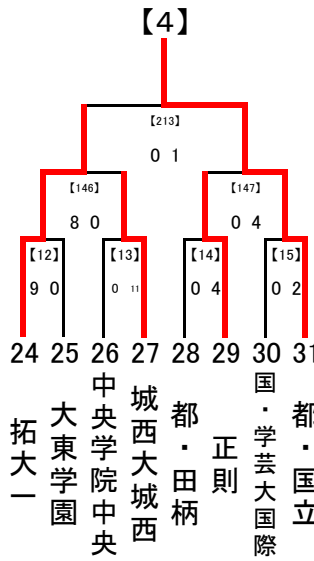 【4】
【213】
0 1
【146】
【147】
8 0
0 4
【12】
【13】
【14】
【15】
9 0
0 11
0 4
0 2
24 25 26 27 28 29 30 31
拓大一
大東学園
中央学院中央
城西大城西
都・田柄
正則
国・学芸大国際
都・国立